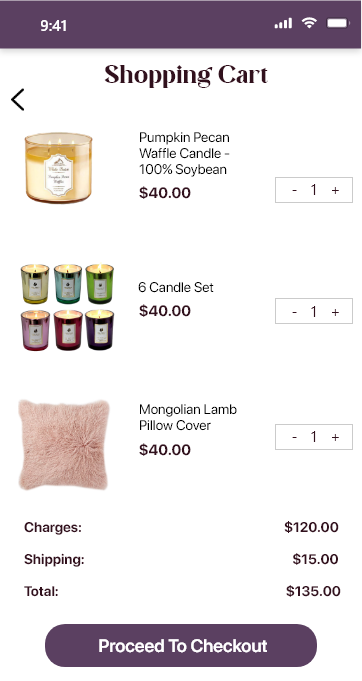 9:41
Shopping Cart
Pumpkin Pecan
Waffle Candle -
100% Soybean
$40.00
- 1 +
6 Candle Set
$40.00
- 1 +
Mongolian Lamb
Pillow Cover
$40.00
- 1 +
Charges: $120.00
Shipping: $15.00
Total: $135.00
Proceed To Checkout